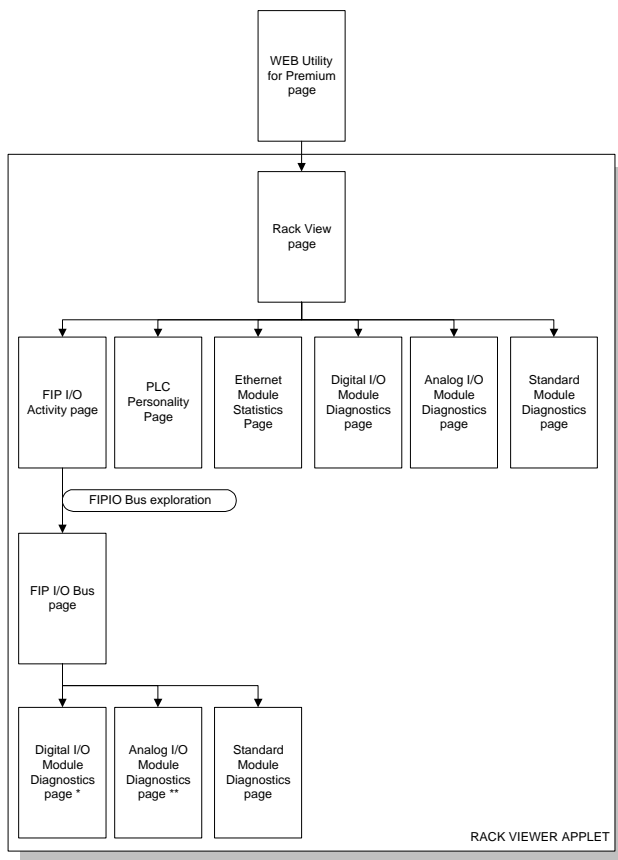 WEB Utility
for Premium
page
Rack View
page
FIP I/O
Activity page
PLC
Personality
Page
Ethernet
Module
Statistics
Page
Digital I/O
Module
Diagnostics
page
Analog I/O
Module
Diagnostics
page
Standard
Module
Diagnostics
page
FIPIO Bus exploration
FIP I/O Bus
page
Digital I/O
Module
Diagnostics
page *
Analog I/O
Module
Diagnostics
page **
Standard
Module
Diagnostics
page
RACK VIEWER APPLET